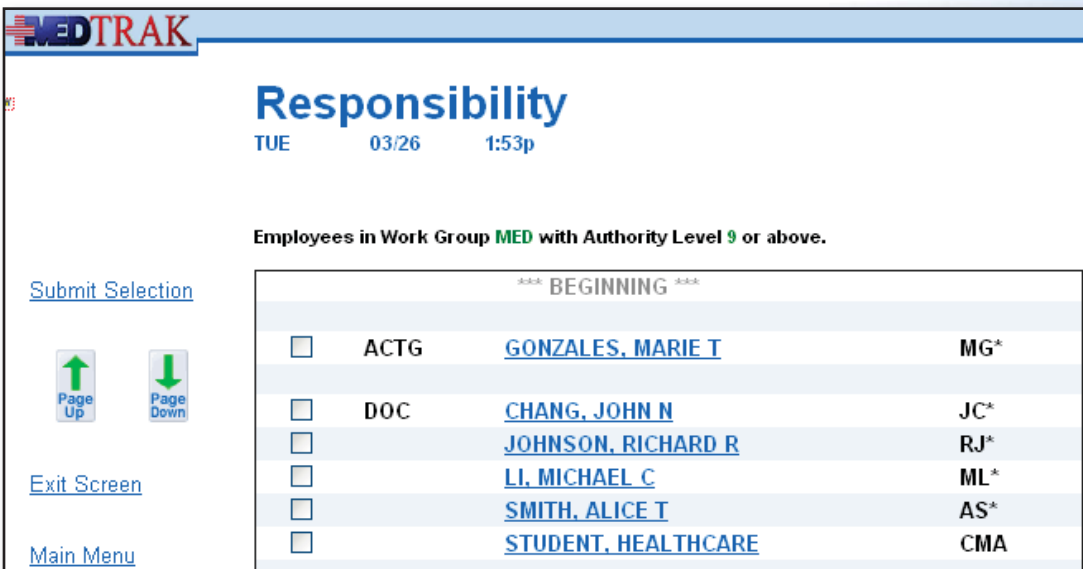 MEDTRAK
Responsibility
TUE 03/26 1:53p
Employees in Work Group MED with Authority Level 9 or above.
Submit Selection
*** BEGINNING ***
ACTG GONZALES, MARIE T MG*
Page Up
Page Down
DOC CHANG, JOHN N JC*
JOHNSON, RICHARD R RJ*
Exit Screen
LI, MICHAEL C ML*
SMITH, ALICE T AS*
Main Menu
STUDENT, HEALTHCARE CMA